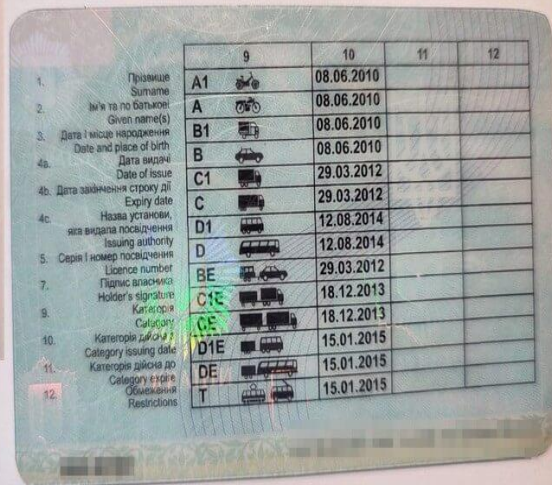 9 10 11 12
1. Прізвище
Surname
A1 08.06.2010
2. Ім'я та по батькові
Given name(s)
A 08.06.2010
3. Дата і місце народження
Date and place of birth
B1 08.06.2010
4a. Дата видачі
Date of issue
B 08.06.2010
4b. Дата закінчення строку дії
Expiry date
C1 29.03.2012
4c. Назва установи,
яка видала посвідчення
Issuing authority
C 29.03.2012
5. Серія і номер посвідчення
Licence number
D1 12.08.2014
7. Підпис власника
Holder's signature
D 12.08.2014
9. Категорія
Category
BE 29.03.2012
10. Категорія дійсна з
Category issuing date
C1E 18.12.2013
11. Категорія дійсна до
Category expire
CE 18.12.2013
12. Обмеження
Restrictions
D1E 15.01.2015
DE 15.01.2015
T 15.01.2015